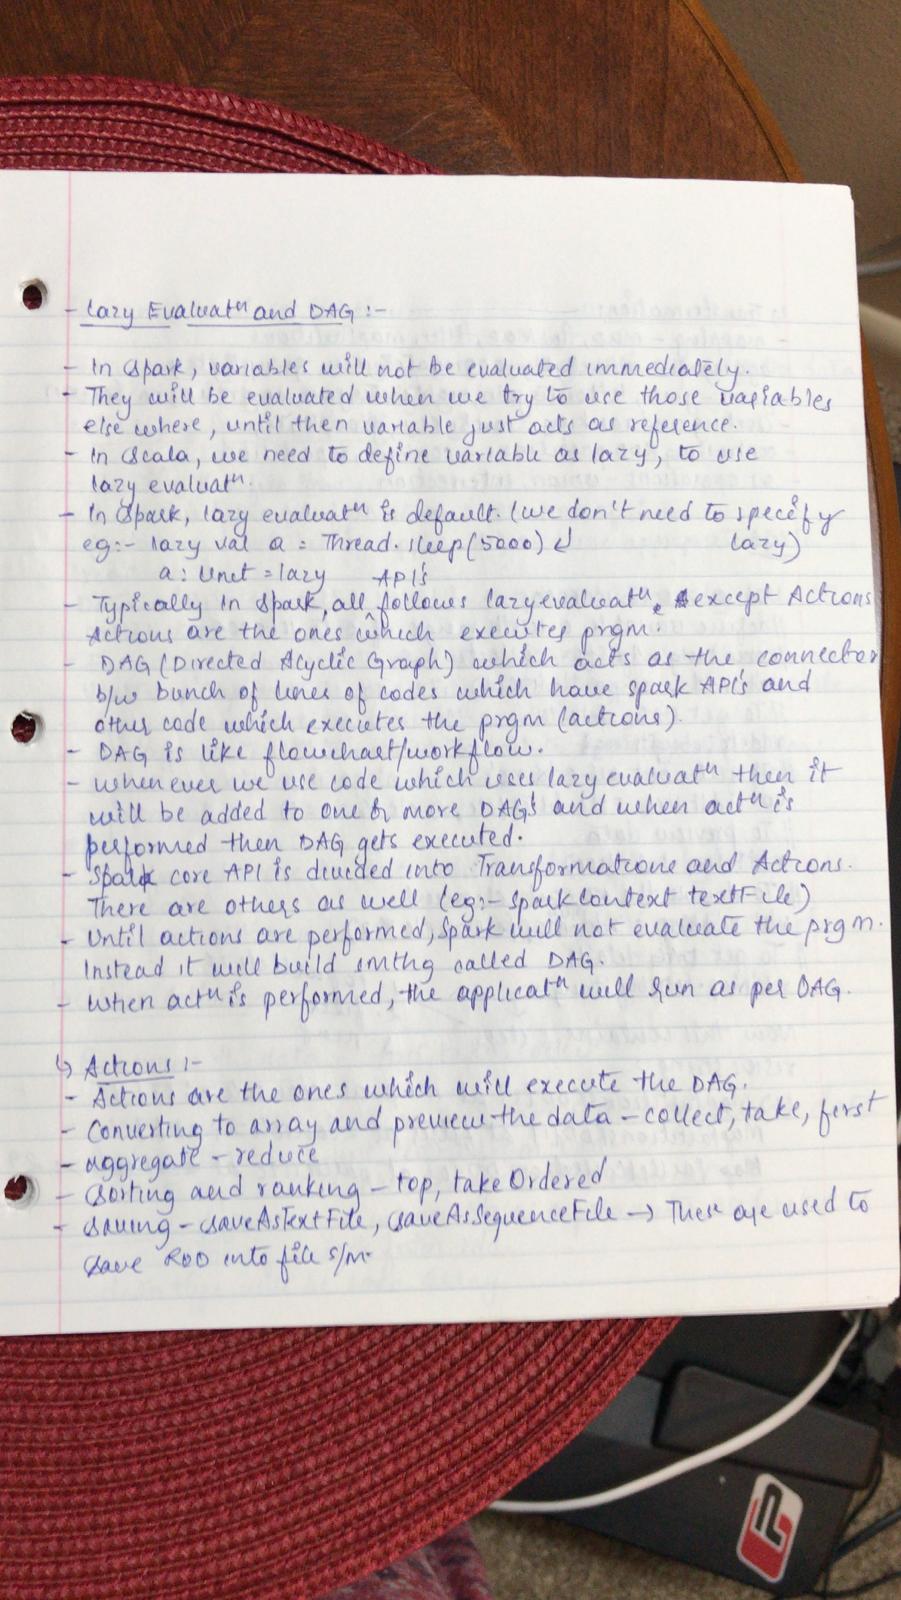 - Lazy Evaluatⁿ and DAG :-
- In Spark, variables will not be evaluated immediately.
- They will be evaluated when we try to use those variables
else where, until then variable just acts as reference.
- In Scala, we need to define variable as lazy, to use
lazy evaluatⁿ.
- In Spark, lazy evaluatⁿ is default. (we don't need to specify
eg:- lazy val a = Thread.sleep(5000) ↲ lazy)
a: Unit = lazy API's
- Typically in Spark, all follows lazy evaluatⁿ, except Actions
Actions are the ones which executes prgm.
- DAG (Directed Acyclic Graph) which acts as the connector
b/w bunch of lines of codes which have spark API's and
other code which executes the prgm (actions).
- DAG is like flowchart/workflow.
- Whenever we use code which uses lazy evaluatⁿ then it
will be added to one or more DAG's and when actⁿ is
performed then DAG gets executed.
- Spark core API is divided into Transformations and Actions.
There are others as well (eg:- sparkContext textFile)
- Until actions are performed, Spark will not evaluate the prgm.
Instead it will build smthg called DAG.
- When actⁿ is performed, the applicatⁿ will run as per DAG.
↳ Actions :-
- Actions are the ones which will execute the DAG.
- Converting to array and preview the data - collect, take, first
- aggregate - reduce
- Sorting and ranking - top, takeOrdered
- Saving - saveAsTextFile, saveAsSequenceFile → These are used to
save RDD into file s/m.